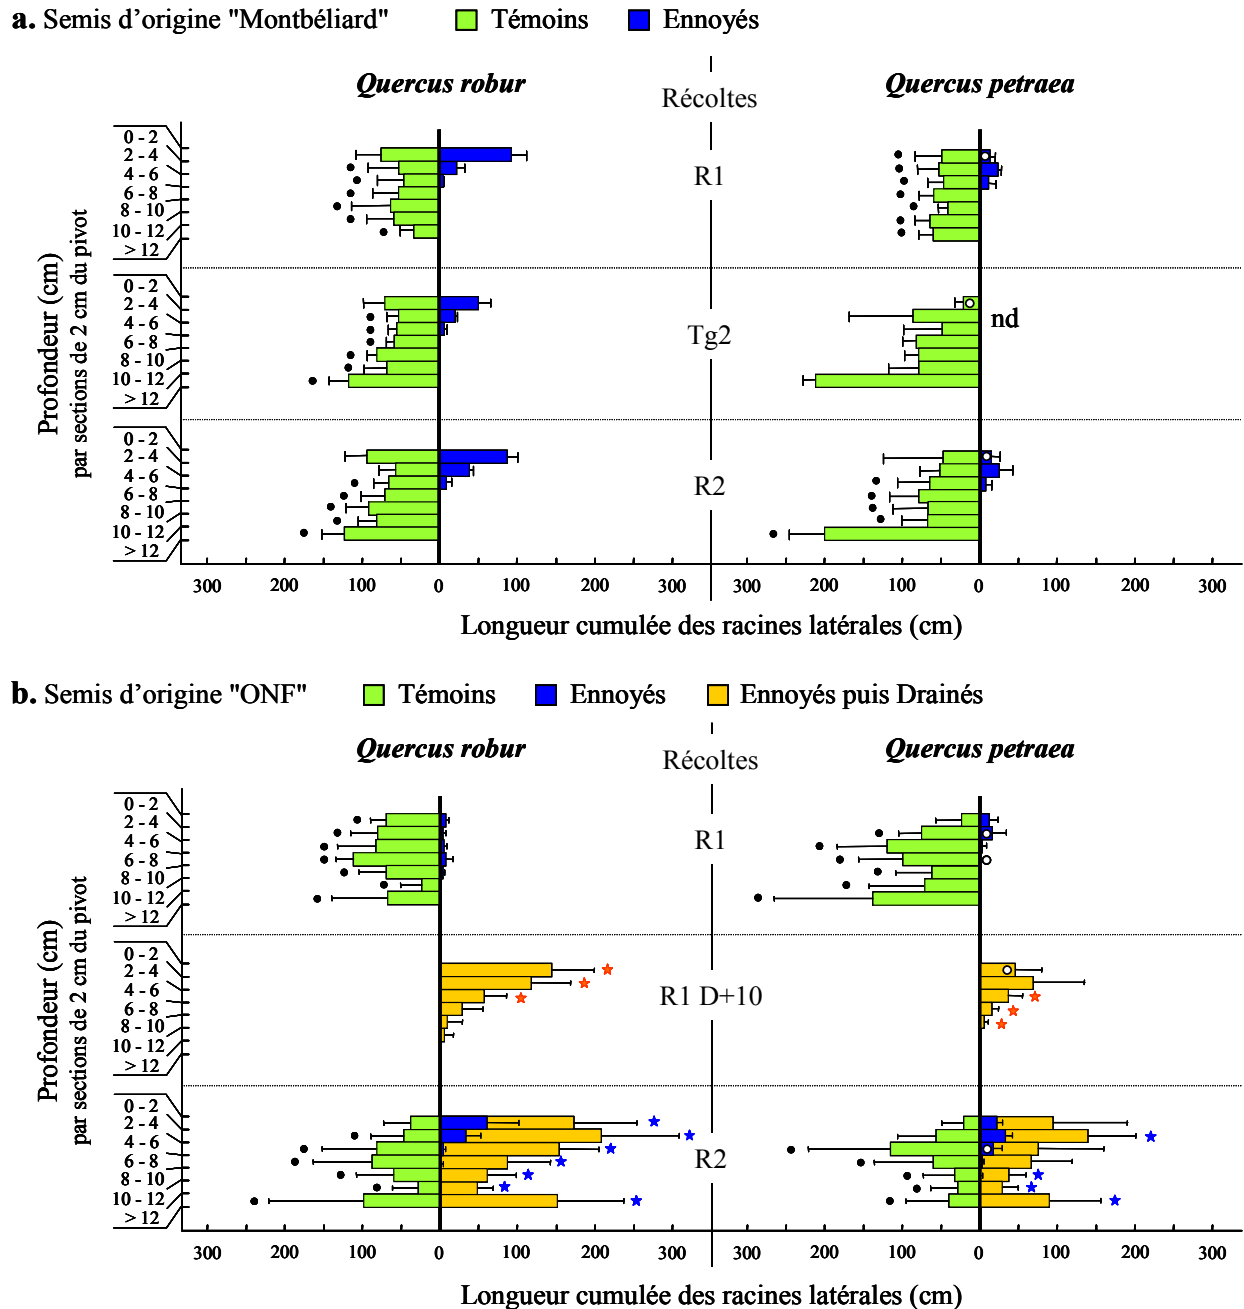 a. Semis d'origine "Montbéliard" Témoins Ennoyés
Quercus robur Récoltes Quercus petraea
Profondeur (cm)
par sections de 2 cm du pivot
0 - 2
2 - 4
4 - 6
6 - 8
8 - 10
10 - 12
> 12
R1
0 - 2
2 - 4
4 - 6
6 - 8
8 - 10
10 - 12
> 12
Tg2
nd
0 - 2
2 - 4
4 - 6
6 - 8
8 - 10
10 - 12
> 12
R2
300 200 100 0 100 200 300 300 200 100 0 100 200 300
Longueur cumulée des racines latérales (cm)
b. Semis d'origine "ONF" Témoins Ennoyés Ennoyés puis Drainés
Quercus robur Récoltes Quercus petraea
Profondeur (cm)
par sections de 2 cm du pivot
0 - 2
2 - 4
4 - 6
6 - 8
8 - 10
10 - 12
> 12
R1
0 - 2
2 - 4
4 - 6
6 - 8
8 - 10
10 - 12
> 12
R1 D+10
0 - 2
2 - 4
4 - 6
6 - 8
8 - 10
10 - 12
> 12
R2
300 200 100 0 100 200 300 300 200 100 0 100 200 300
Longueur cumulée des racines latérales (cm)